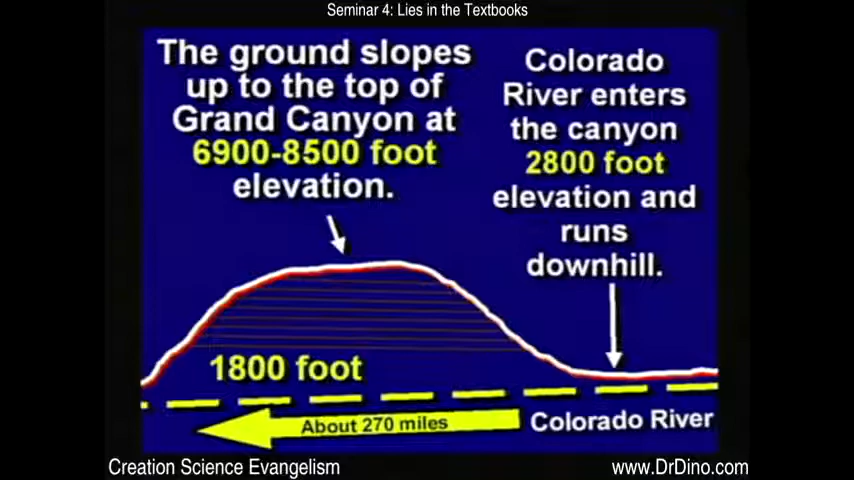 Seminar 4: Lies in the Textbooks
The ground slopes
up to the top of
Grand Canyon at
6900-8500 foot
elevation.
Colorado
River enters
the canyon
2800 foot
elevation and
runs
downhill.
1800 foot
About 270 miles
Colorado River
Creation Science Evangelism
www.DrDino.com